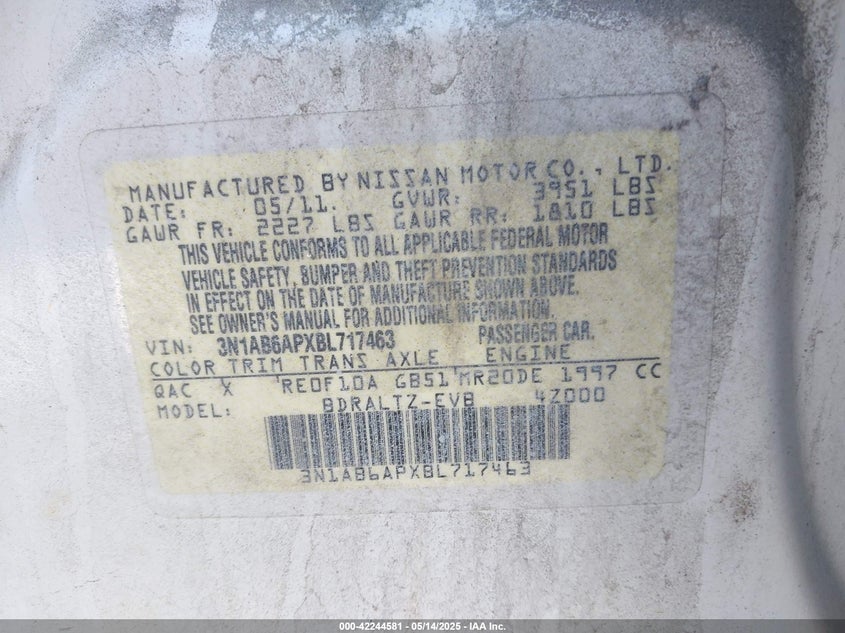 MANUFACTURED BY NISSAN MOTOR CO., LTD.
DATE: 05/11. GVWR: 3951 LBS
GAWR FR: 2227 LBS GAWR RR: 1810 LBS
THIS VEHICLE CONFORMS TO ALL APPLICABLE FEDERAL MOTOR
VEHICLE SAFETY, BUMPER AND THEFT PREVENTION STANDARDS
IN EFFECT ON THE DATE OF MANUFACTURE SHOWN ABOVE.
SEE OWNER'S MANUAL FOR ADDITIONAL INFORMATION
VIN: 3N1AB6APXBL717463 PASSENGER CAR.
COLOR TRIM TRANS AXLE ENGINE
QAC X RE0F10A GB51 MR20DE 1997 CC
MODEL: BDRALTZ-EVB 4Z000
3N1AB6APXBL717463
000-42244581 - 05/14/2025 - IAA Inc.